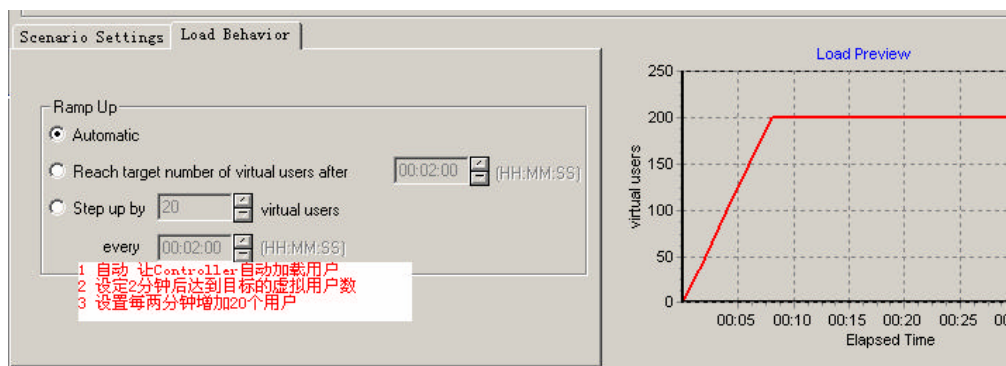 Scenario Settings
Load Behavior
Ramp Up
Automatic
Reach target number of virtual users after 00:02:00 (HH:MM:SS)
Step up by 20 virtual users
every 00:02:00 (HH:MM:SS)
1 自动 让Controller自动加载用户
2 设定2分钟后达到目标的虚拟用户数
3 设置每两分钟增加20个用户
Load Preview
250
200
150
100
50
0
virtual users
00:05 00:10 00:15 00:20 00:25
Elapsed Time